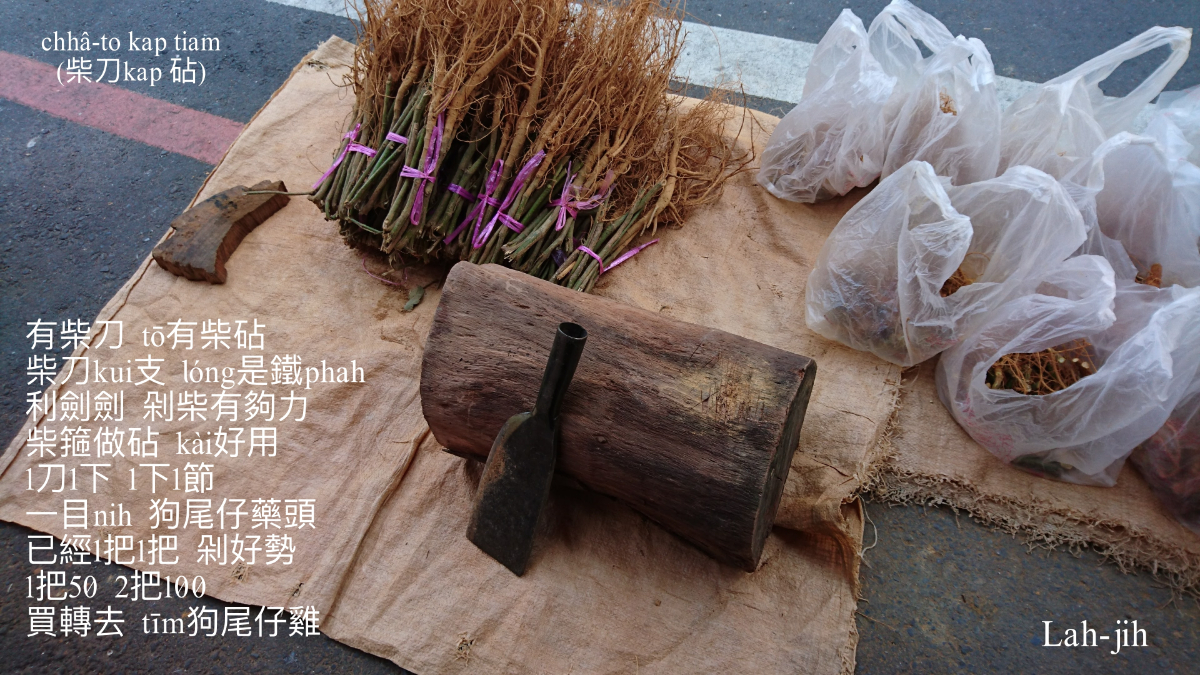 chhâ-to kap tiam
(柴刀kap 砧)
有柴刀 tō有柴砧
柴刀kui支 lóng是鐵phah
利劍劍 剁柴有夠力
柴箍做砧 kài好用
1刀1下 1下1節
一目nih 狗尾仔藥頭
已經1把1把 剁好勢
1把50 2把100
買轉去 tīm狗尾仔雞
Lah-jih